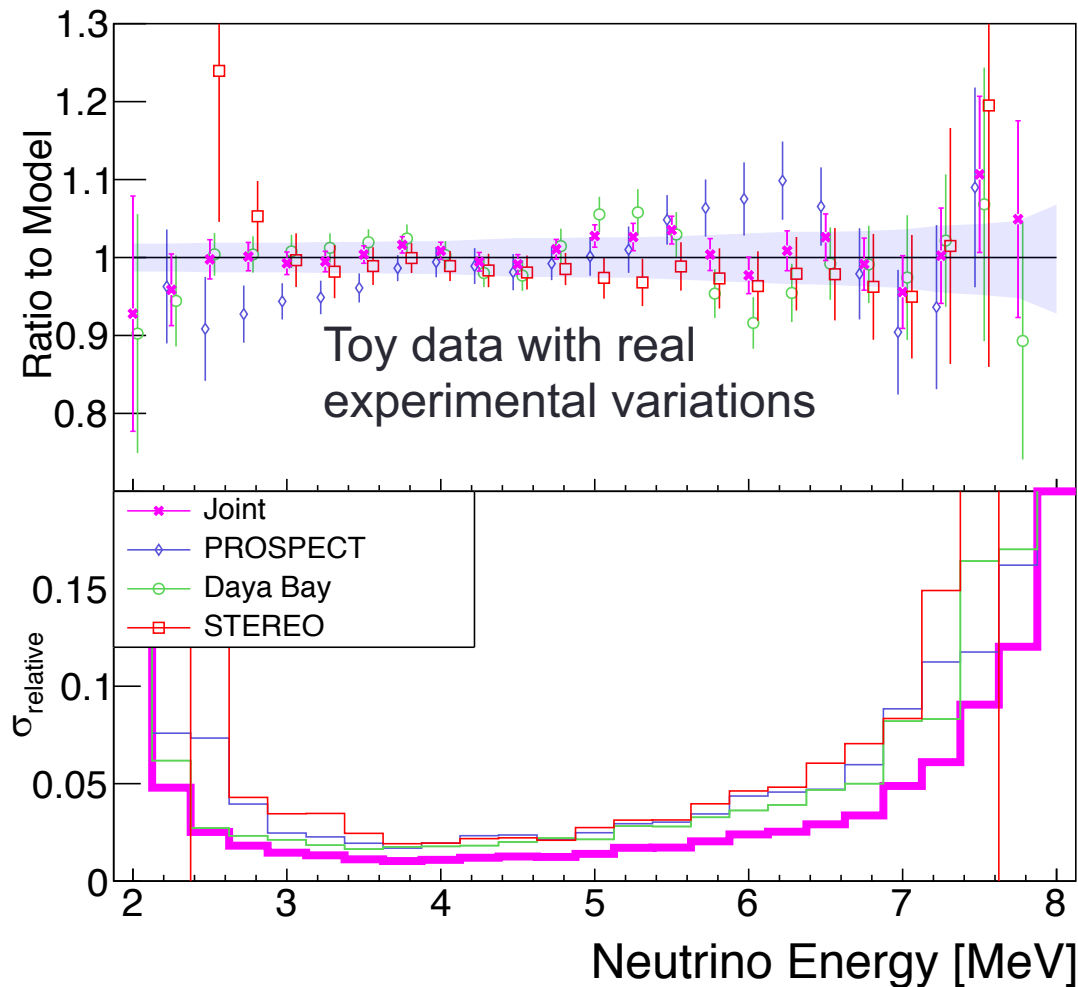 1.3
1.2
1.1
1
0.9
0.8
Ratio to Model
Toy data with real
experimental variations
Joint
PROSPECT
Daya Bay
STEREO
0.15
0.1
0.05
0
σrelative
2 3 4 5 6 7 8
Neutrino Energy [MeV]